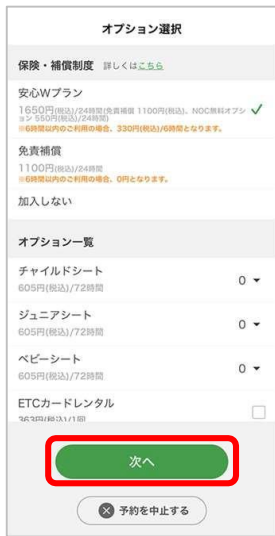 オプション選択
保険・補償制度 詳しくはこちら
安心Wプラン
1650円(税込)/24時間(免責補償 1100円(税込)、NOC無料オプシ
ョン 550円(税込)/24時間)
※6時間以内のご利用の場合、330円(税込)/6時間となります。
免責補償
1100円(税込)/24時間
※6時間以内のご利用の場合、0円となります。
加入しない
オプション一覧
チャイルドシート
605円(税込)/72時間
0
ジュニアシート
605円(税込)/72時間
0
ベビーシート
605円(税込)/72時間
0
ETCカードレンタル
363円(税込)/1回
次へ
予約を中止する